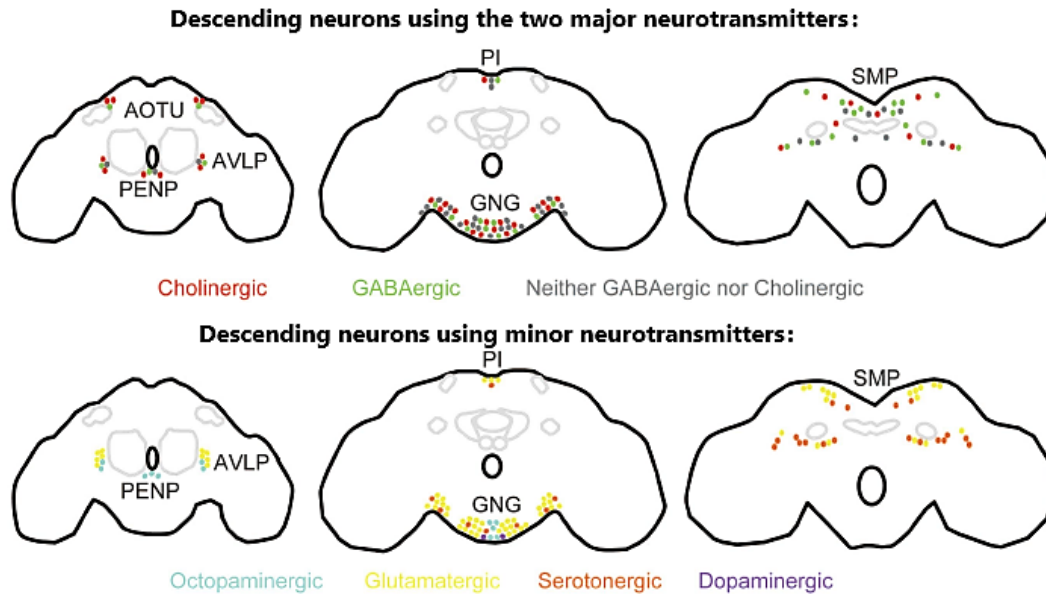 Descending neurons using the two major neurotransmitters:
PI
SMP
AOTU
AVLP
PENP
GNG
Cholinergic GABAergic Neither GABAergic nor Cholinergic
Descending neurons using minor neurotransmitters:
PI
SMP
AVLP
PENP
GNG
Octopaminergic Glutamatergic Serotonergic Dopaminergic